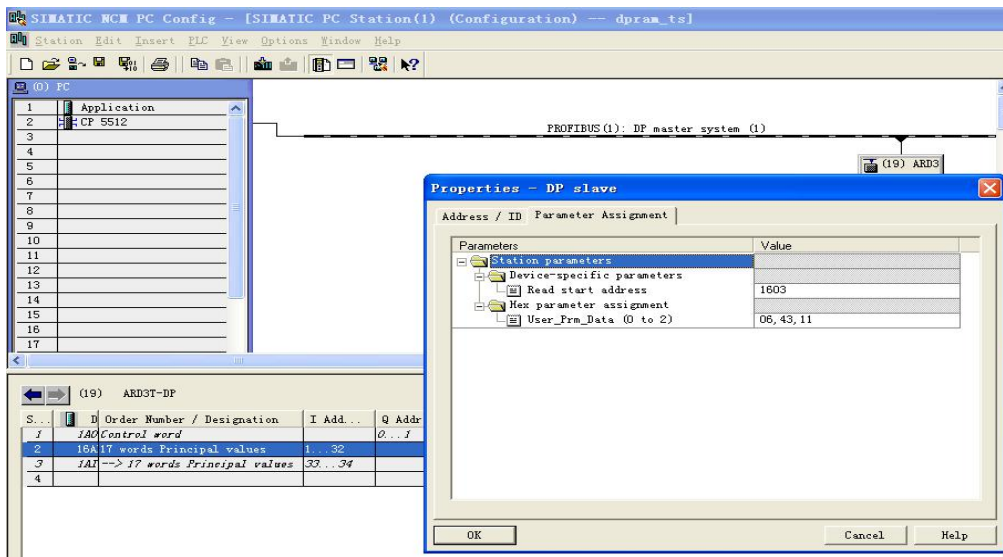 SIMATIC NCM PC Config - [SIMATIC PC Station(1) (Configuration) -- dpram_ts]
Station Edit Insert PLC View Options Window Help
(0) PC
1 Application
2 CP 5512
3
4
5
6
7
8
9
10
11
12
13
14
15
16
17
PROFIBUS(1): DP master system (1)
(19) ARD3
Properties - DP slave
Address / ID Parameter Assignment
Parameters Value
Station parameters
Device-specific parameters
Read start address 1603
Hex parameter assignment
User_Prm_Data (0 to 2) 06, 43, 11
OK Cancel Help
(19) ARD3T-DP
S... D Order Number / Designation I Add... Q Addr
1 1AO Control word 0...1
2 16A 17 words Principal values 1...32
3 1AI --> 17 words Principal values 33...34
4